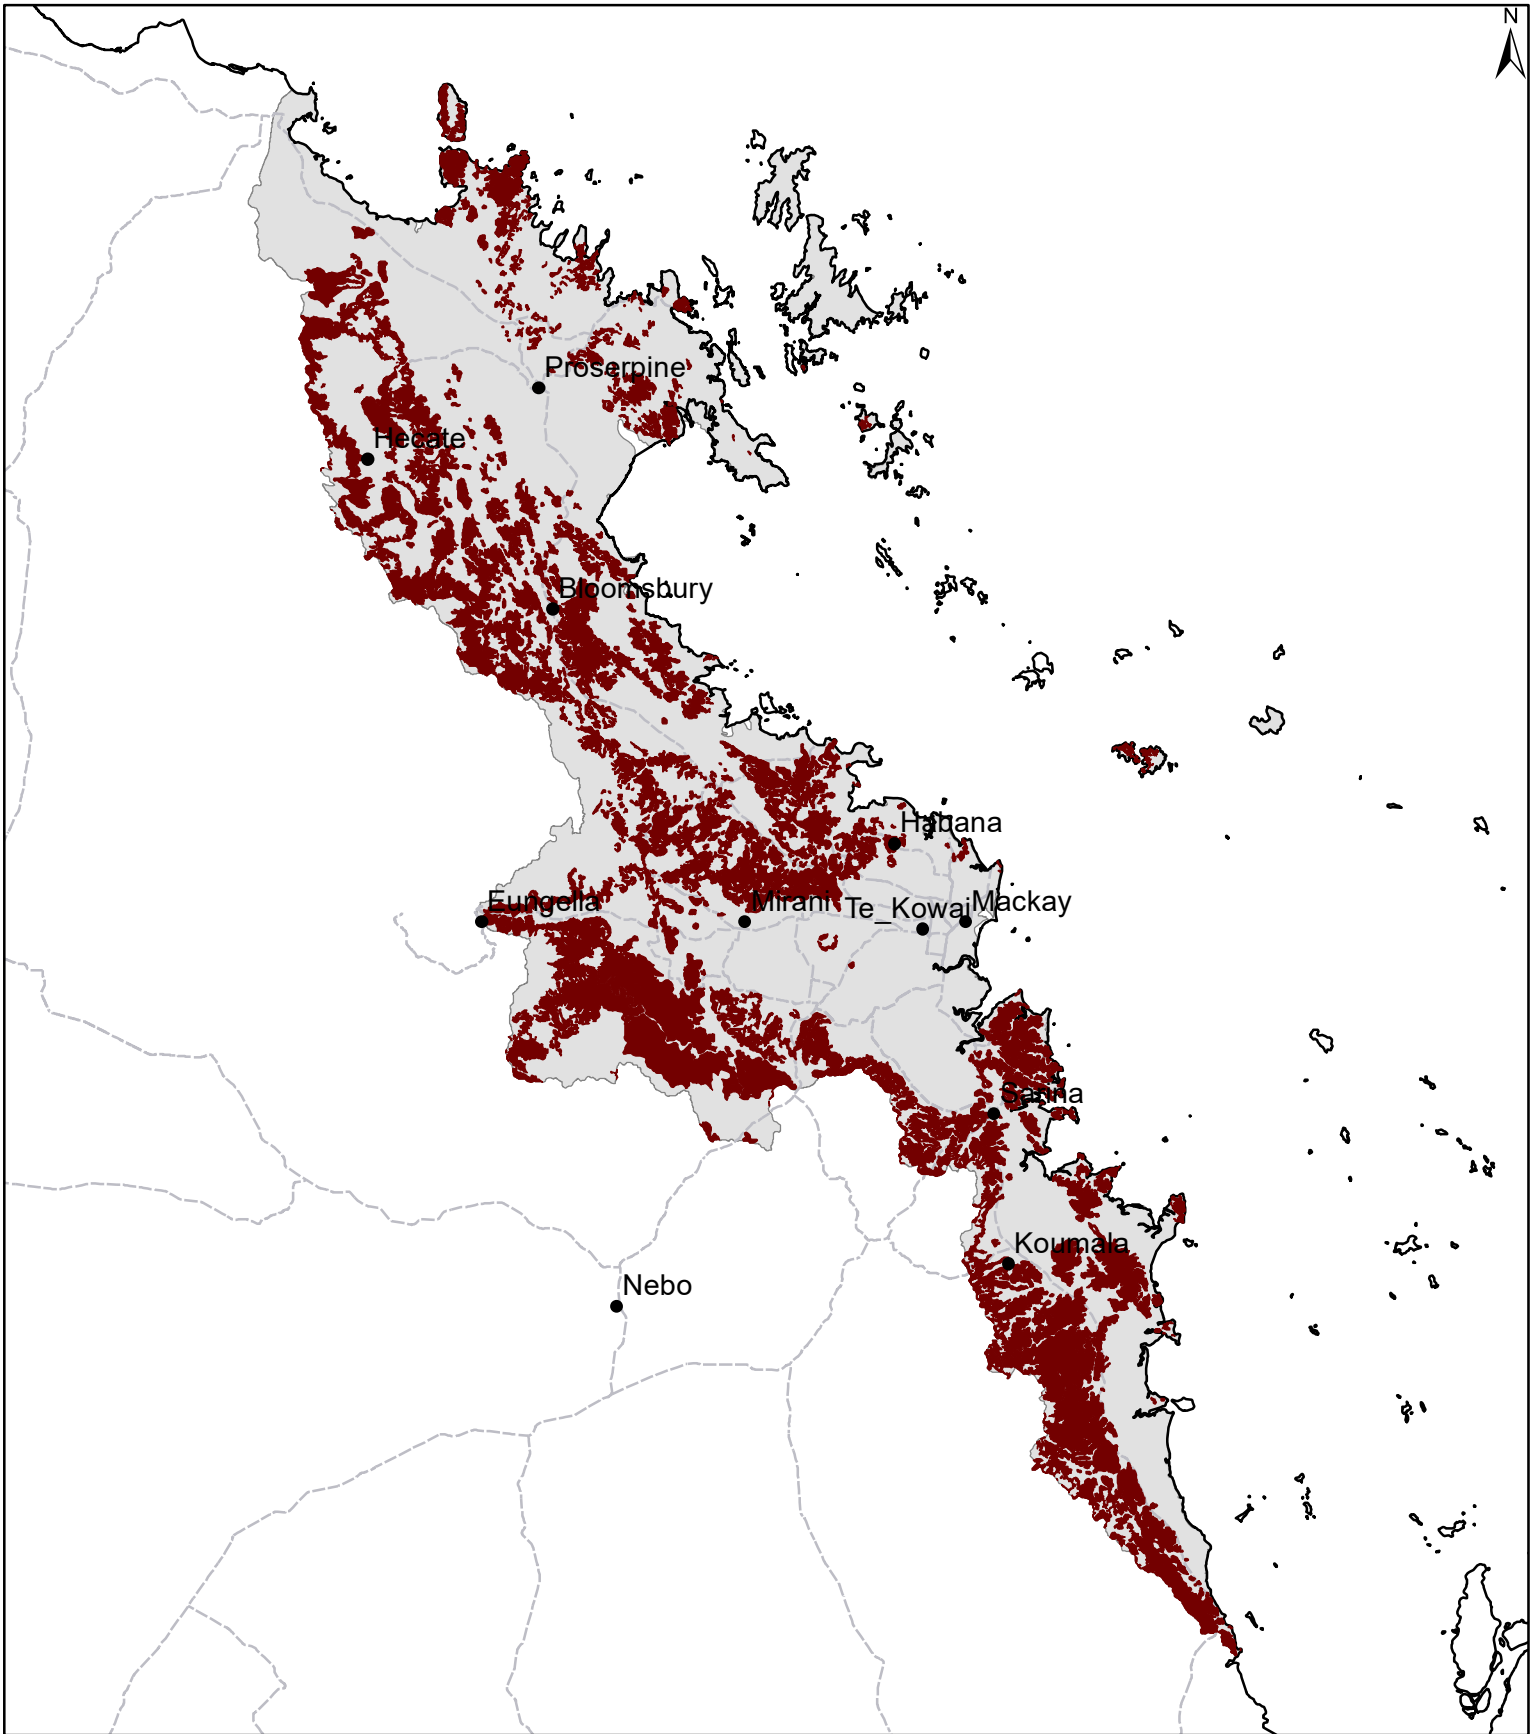 N
Proserpine
Hecate
Bloomsbury
Habana
Eungella
Mirani
Te_Kowai
Mackay
Sarina
Koumala
Nebo